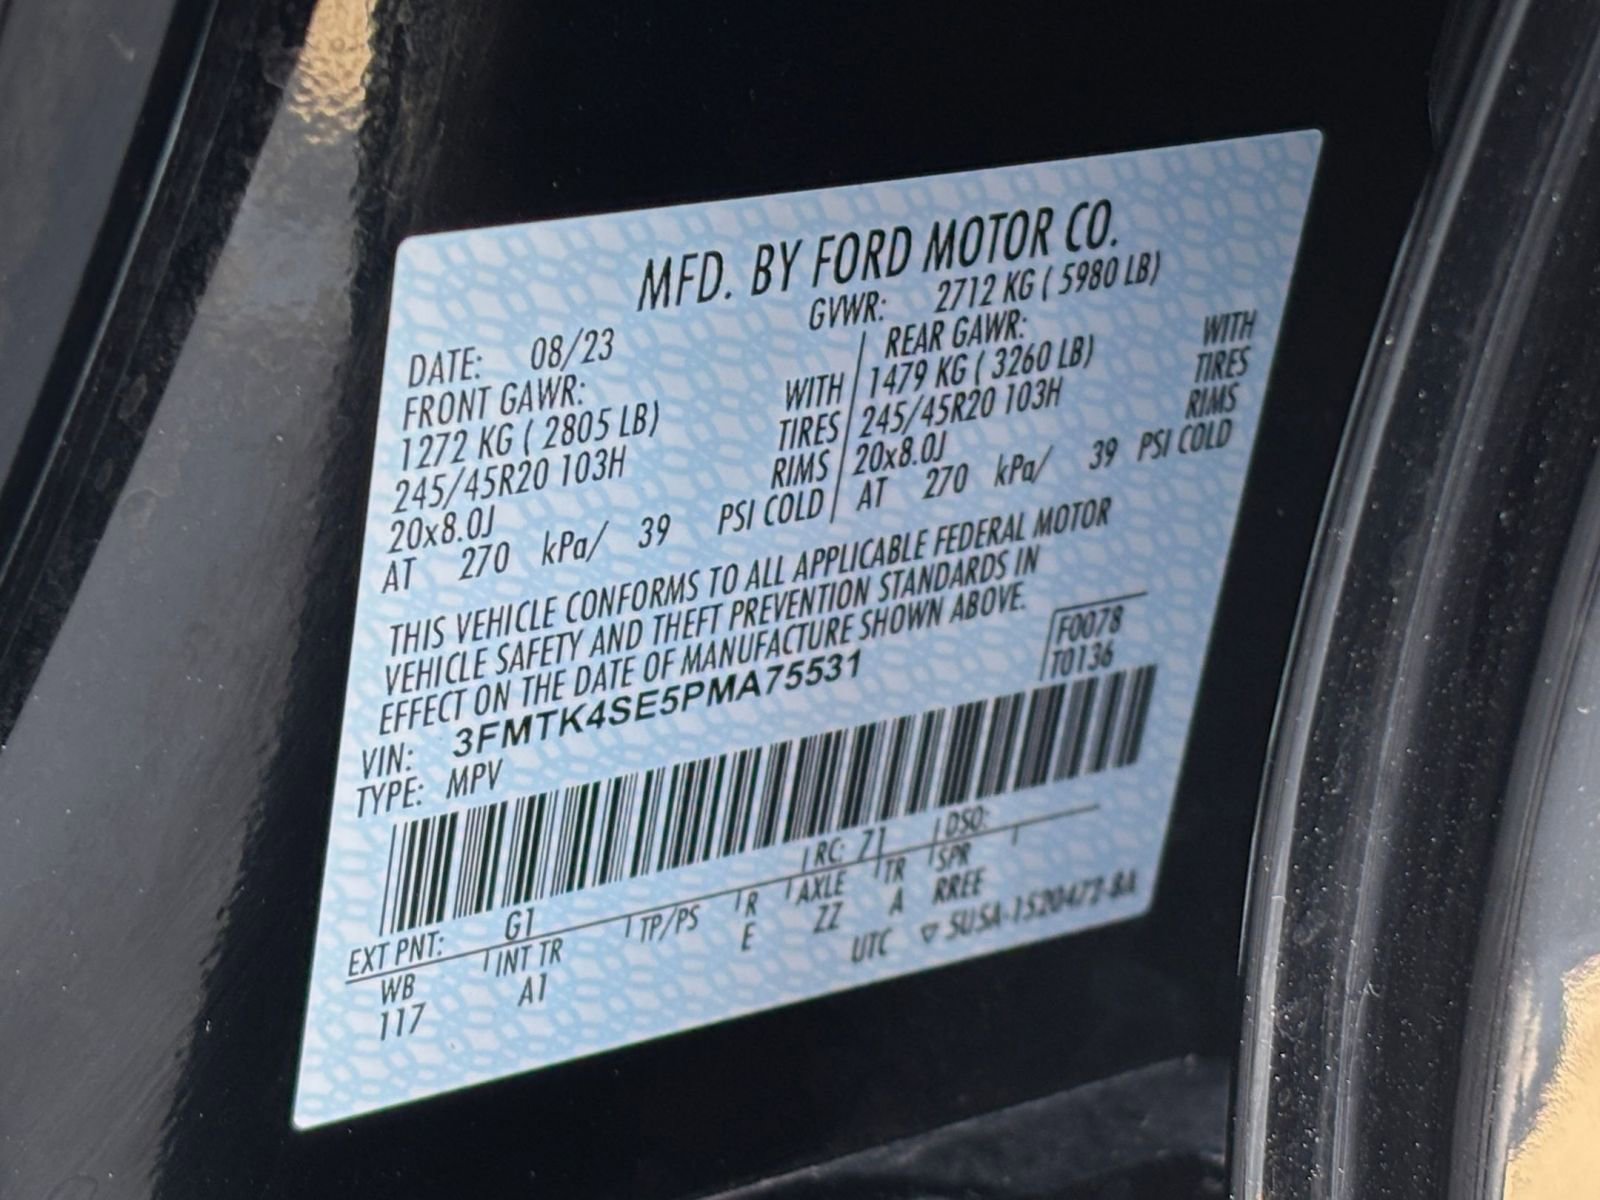 MFD. BY FORD MOTOR CO.
DATE: 08/23 GVWR: 2712 KG ( 5980 LB)
FRONT GAWR: REAR GAWR:
1272 KG ( 2805 LB) WITH 1479 KG ( 3260 LB) WITH
245/45R20 103H TIRES 245/45R20 103H TIRES
20x8.0J RIMS 20x8.0J RIMS
AT 270 kPa/ 39 PSI COLD AT 270 kPa/ 39 PSI COLD
THIS VEHICLE CONFORMS TO ALL APPLICABLE FEDERAL MOTOR
VEHICLE SAFETY AND THEFT PREVENTION STANDARDS IN
EFFECT ON THE DATE OF MANUFACTURE SHOWN ABOVE.
VIN: 3FMTK4SE5PMA75531 F0078
TYPE: MPV T0136
EXT PNT: G1 RC: 71 DSO:
WB INT TR TP/PS R AXLE TR SPR
117 A1 E ZZ A RREE
UTC ▽ 5U5A-1520472-BA